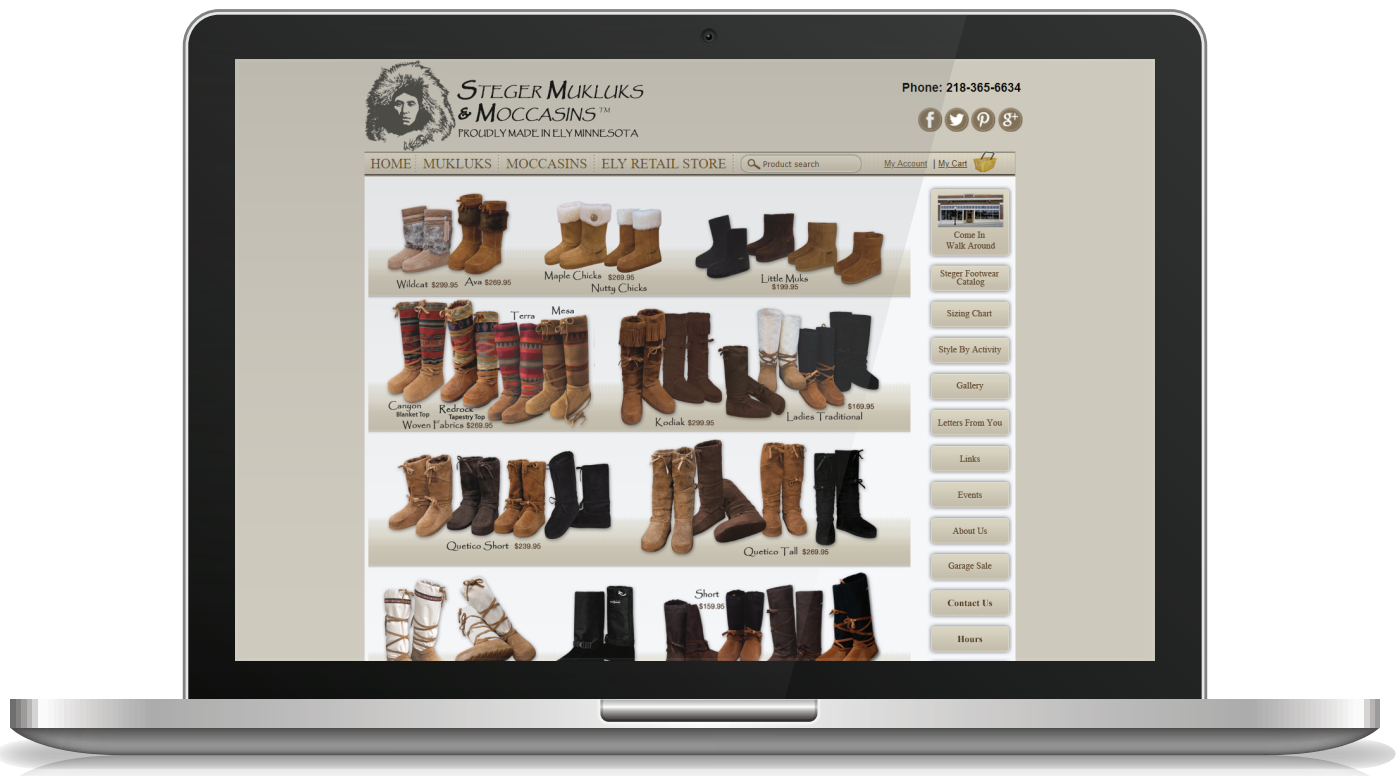 STEGER MUKLUKS
& MOCCASINS™
PROUDLY MADE IN ELY MINNESOTA
Phone: 218-365-6634
HOME MUKLUKS MOCCASINS ELY RETAIL STORE Product search My Account | My Cart
Wildcat $299.95 Ava $269.95
Maple Chicks $269.95
Nutty Chicks
Little Muks
$199.95
Terra Mesa
Canyon
Blanket Top
Redrock
Tapestry Top
Woven Fabrics $269.95
Kodiak $299.95
$169.95
Ladies Traditional
Quetico Short $239.95
Quetico Tall $269.95
Short
$159.95
Come In
Walk Around
Steger Footwear
Catalog
Sizing Chart
Style By Activity
Gallery
Letters From You
Links
Events
About Us
Garage Sale
Contact Us
Hours